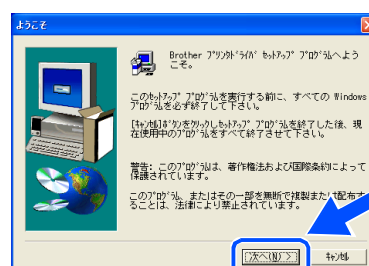 ようこそ
Brother ﾌﾟﾘﾝﾀﾄﾞﾗｲﾊﾞ ｾｯﾄｱｯﾌﾟ ﾌﾟﾛｸﾞﾗﾑへよう
こそ。
このｾｯﾄｱｯﾌﾟ ﾌﾟﾛｸﾞﾗﾑを実行する前に、すべての Windows
ﾌﾟﾛｸﾞﾗﾑを必ず終了して下さい。
[ｷｬﾝｾﾙ]ﾎﾞﾀﾝをｸﾘｯｸしｾｯﾄｱｯﾌﾟ ﾌﾟﾛｸﾞﾗﾑを終了した後、現
在使用中のﾌﾟﾛｸﾞﾗﾑをすべて終了させて下さい。
警告: このﾌﾟﾛｸﾞﾗﾑは、著作権法および国際条約によって
保護されています。
このﾌﾟﾛｸﾞﾗﾑ、またはその一部を無断で複製または配布す
ることは、法律により禁止されています。
次へ(N) >
ｷｬﾝｾﾙ